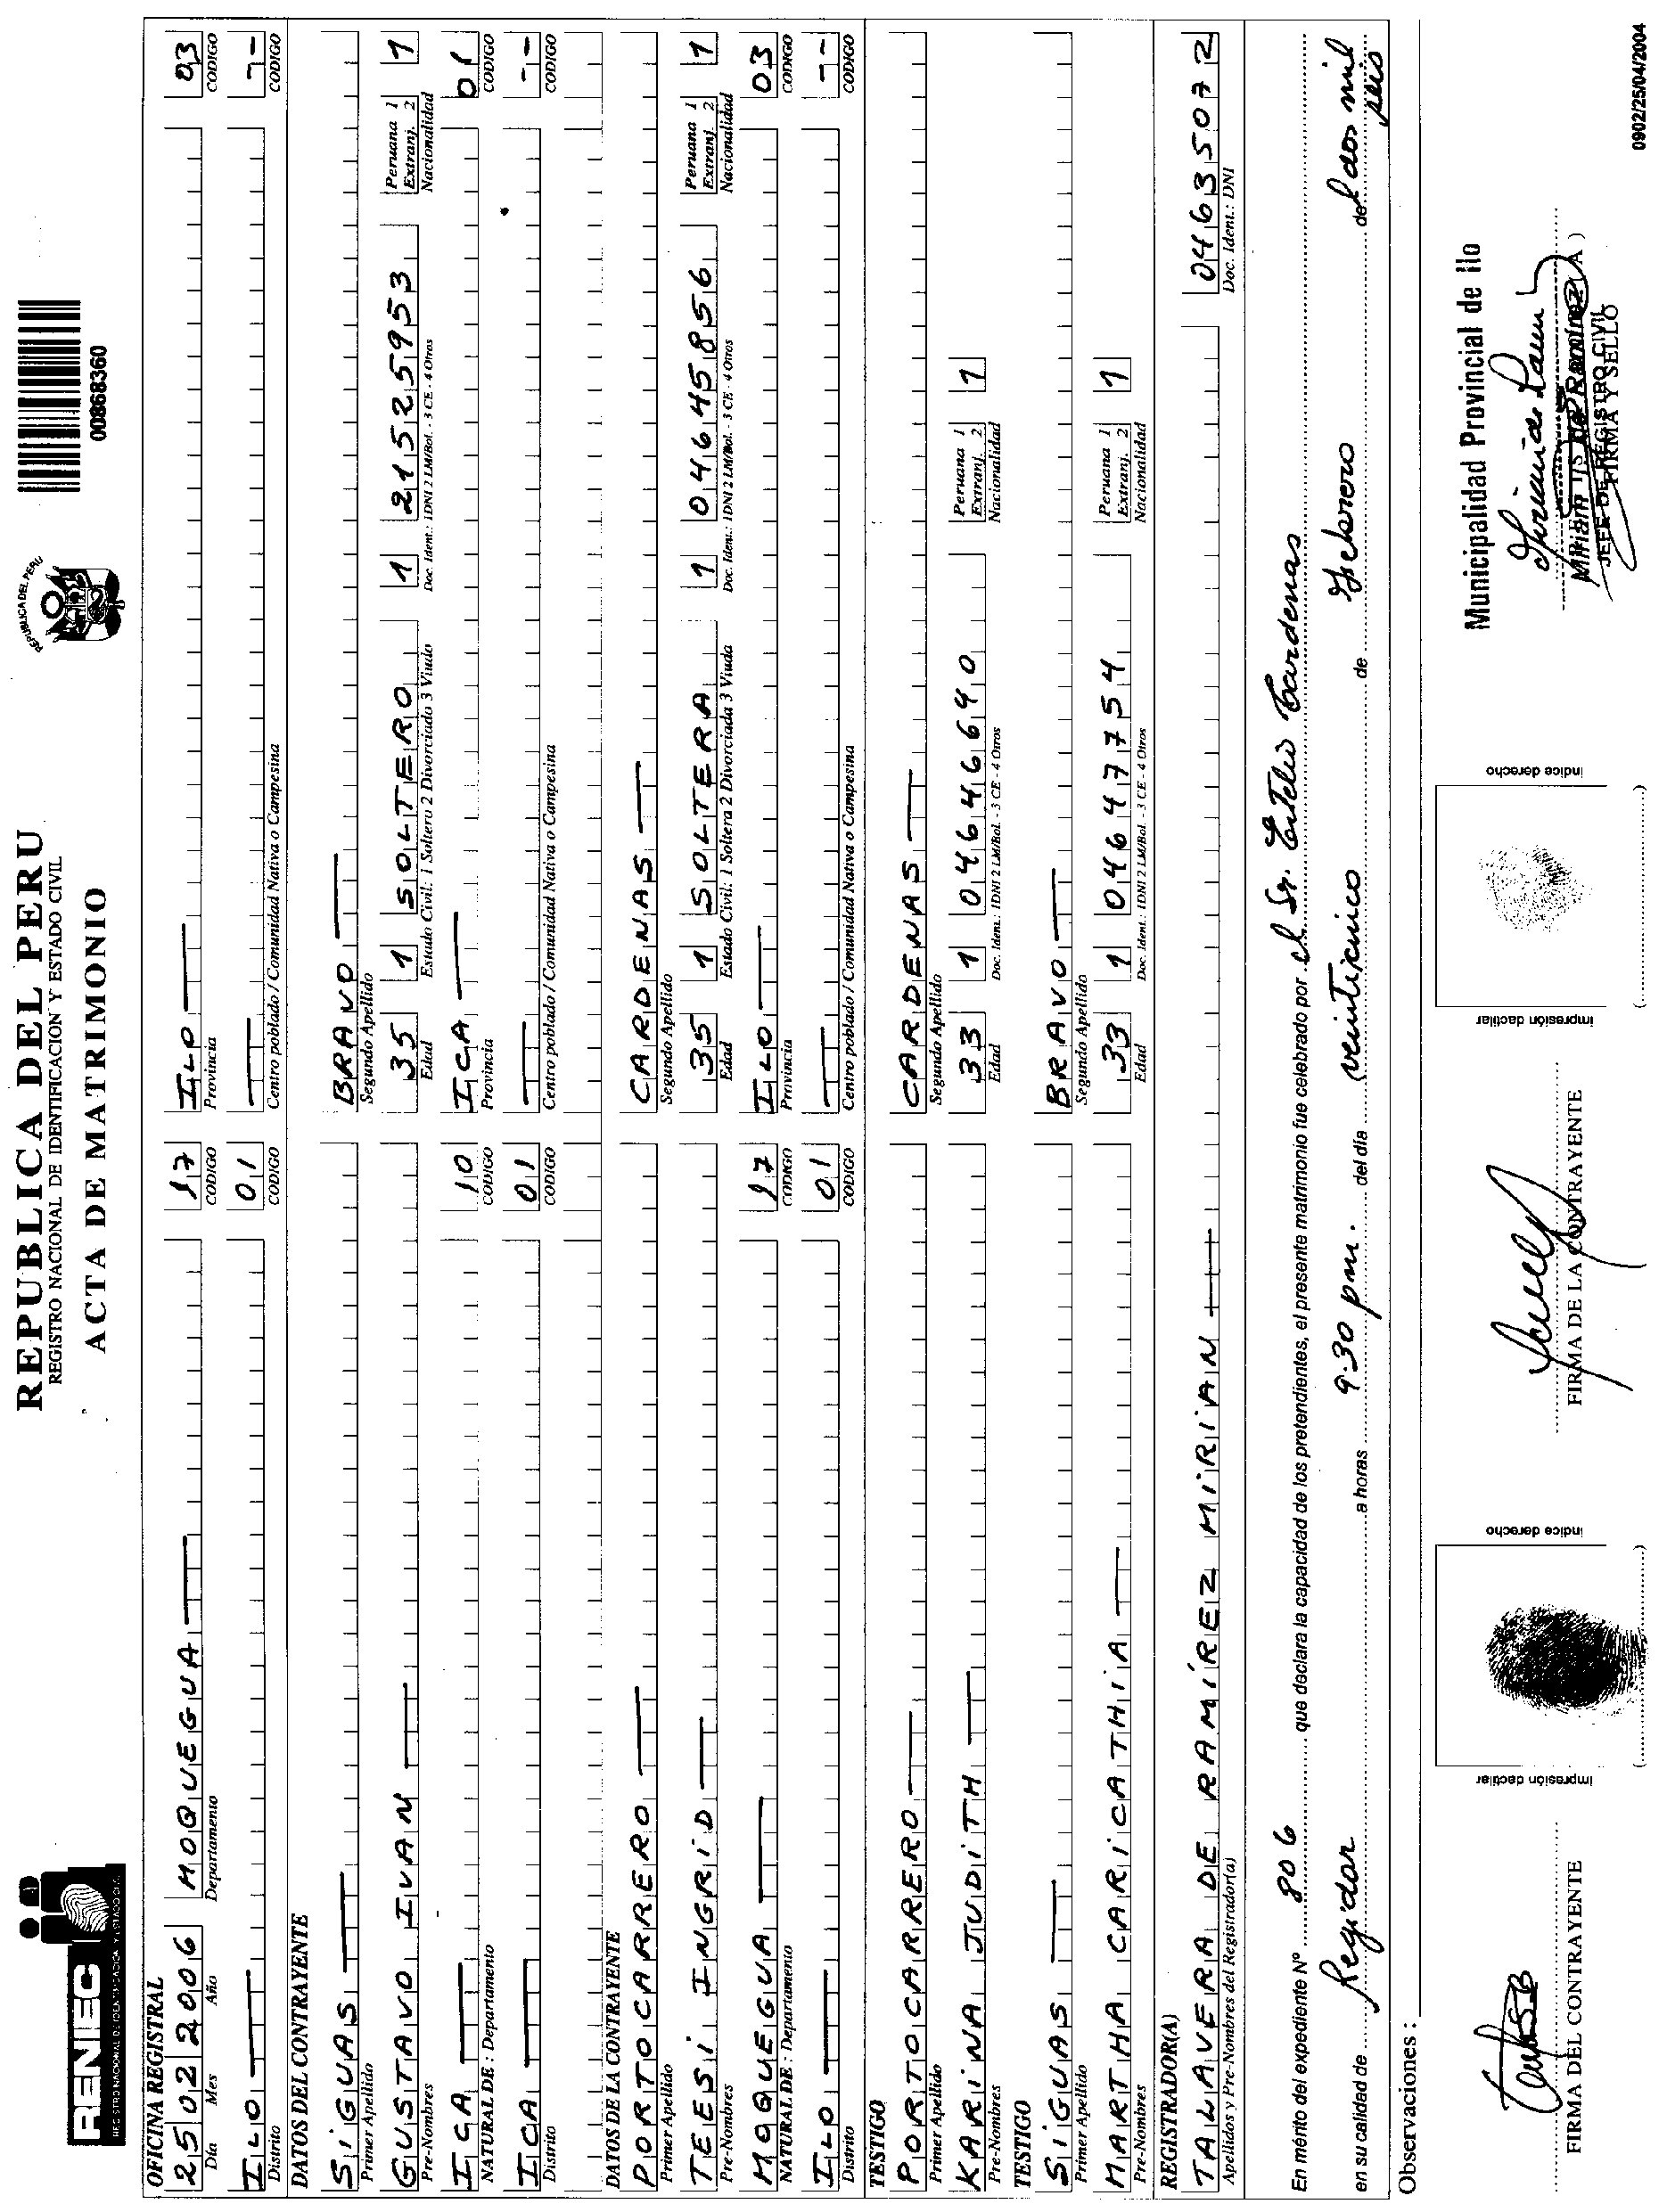 RENIEC
REGISTRO NACIONAL DE IDENTIFICACION Y ESTADO CIVIL
REPUBLICA DEL PERU
REGISTRO NACIONAL DE IDENTIFICACION Y ESTADO CIVIL
ACTA DE MATRIMONIO
REPUBLICA DEL PERU
00868360
OFICINA REGISTRAL
25 02 2006 MOQUEGUA 17 ILO 03
Día Mes Año Departamento CODIGO Provincia CODIGO
ILO 01 --
Distrito CODIGO Centro poblado / Comunidad Nativa o Campesina CODIGO
DATOS DEL CONTRAYENTE
SIGUAS BRAVO
Primer Apellido Segundo Apellido
GUSTAVO IVAN 35 1 SOLTERO 1 21525953 Peruana 1 Extranj. 2 1
Pre-Nombres Edad Estado Civil: 1 Soltero 2 Divorciado 3 Viudo Doc. Ident.: 1DNI 2 LM/Bol. - 3 CE - 4 Otros Nacionalidad
ICA 10 ICA 01
NATURAL DE : Departamento CODIGO Provincia CODIGO
ICA 01 --
Distrito CODIGO Centro poblado / Comunidad Nativa o Campesina CODIGO
DATOS DE LA CONTRAYENTE
PORTOCARRERO CARDENAS
Primer Apellido Segundo Apellido
TEESI INGRID 35 1 SOLTERA 1 04645856 Peruana 1 Extranj. 2 1
Pre-Nombres Edad Estado Civil: 1 Soltera 2 Divorciada 3 Viuda Doc. Ident.: 1DNI 2 LM/Bol. - 3 CE - 4 Otros Nacionalidad
MOQUEGUA 17 ILO 03
NATURAL DE : Departamento CODIGO Provincia CODIGO
ILO 01 --
Distrito CODIGO Centro poblado / Comunidad Nativa o Campesina CODIGO
TESTIGO
PORTOCARRERO CARDENAS
Primer Apellido Segundo Apellido
KARINA JUDITH 33 1 04646690 Peruana 1 Extranj. 2 1
Pre-Nombres Edad Doc. Ident.: 1DNI 2 LM/Bol. - 3 CE - 4 Otros Nacionalidad
TESTIGO
SIGUAS BRAVO
Primer Apellido Segundo Apellido
MARTHA CARICATHIA 33 1 04647754 Peruana 1 Extranj. 2 1
Pre-Nombres Edad Doc. Ident.: 1DNI 2 LM/Bol. - 3 CE - 4 Otros Nacionalidad
REGISTRADOR(A)
TALAVERA DE RAMÍREZ MIRIAN 04635072
Apellidos y Pre-Nombres del Registrador(a) Doc. Ident.: DNI
En mérito del expediente Nº 806 que declara la capacidad de los pretendientes, el presente matrimonio fue celebrado por el Sr. Cardenas
en su calidad de Regidor a horas 9.30 pm. del día veinticinco de Febrero del dos mil seis
Observaciones :
Municipalidad Provincial de Ilo
Ramírez
JEFE DE REGISTRO CIVIL
FIRMA Y SELLO
FIRMA DEL CONTRAYENTE
impresión dactilar índice derecho
FIRMA DE LA CONTRAYENTE
impresión dactilar índice derecho
0902/25/04/2004